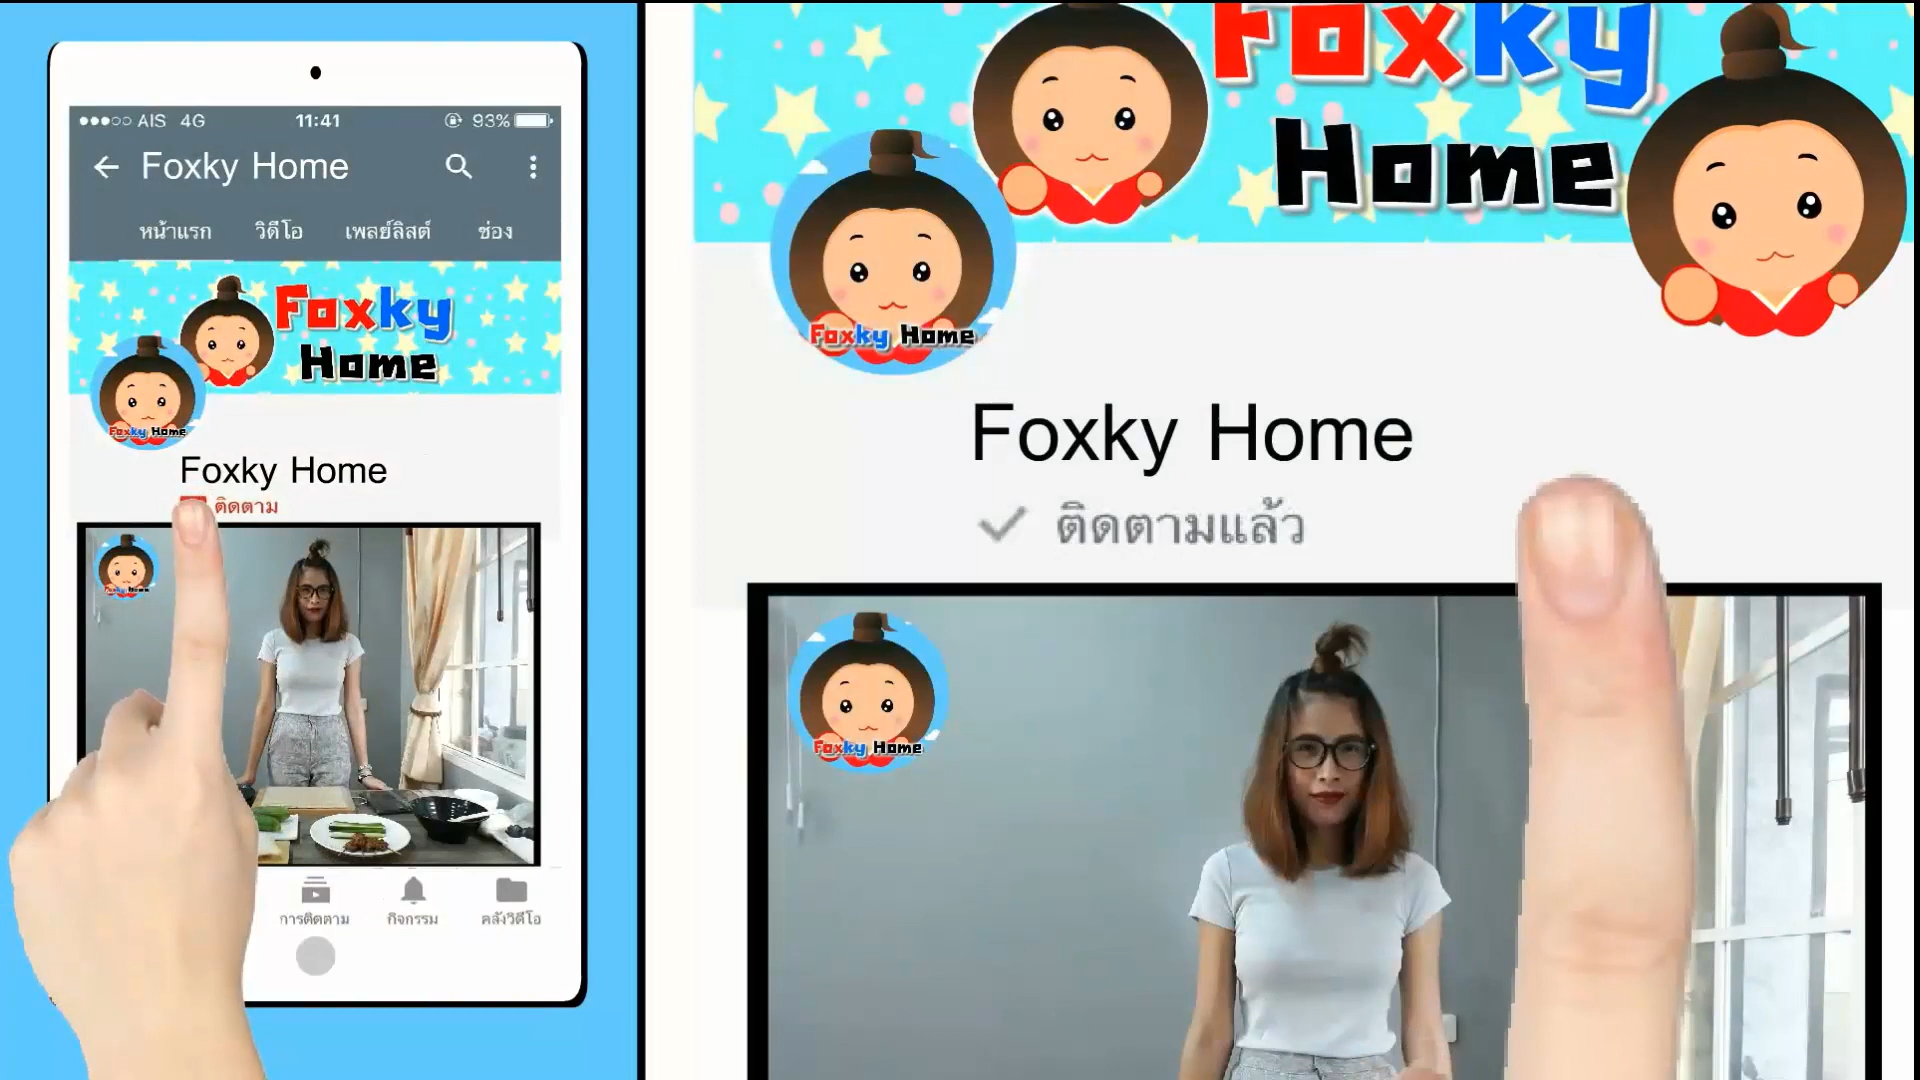 AIS 4G 11:41 93%
Foxky Home
หน้าแรก วิดีโอ เพลย์ลิสต์ ช่อง
Foxky
Home
Foxky Home
Foxky Home
ติดตาม
Foxky Home
การติดตาม กิจกรรม คลังวิดีโอ
Foxky
Home
Foxky Home
Foxky Home
ติดตามแล้ว
Foxky Home